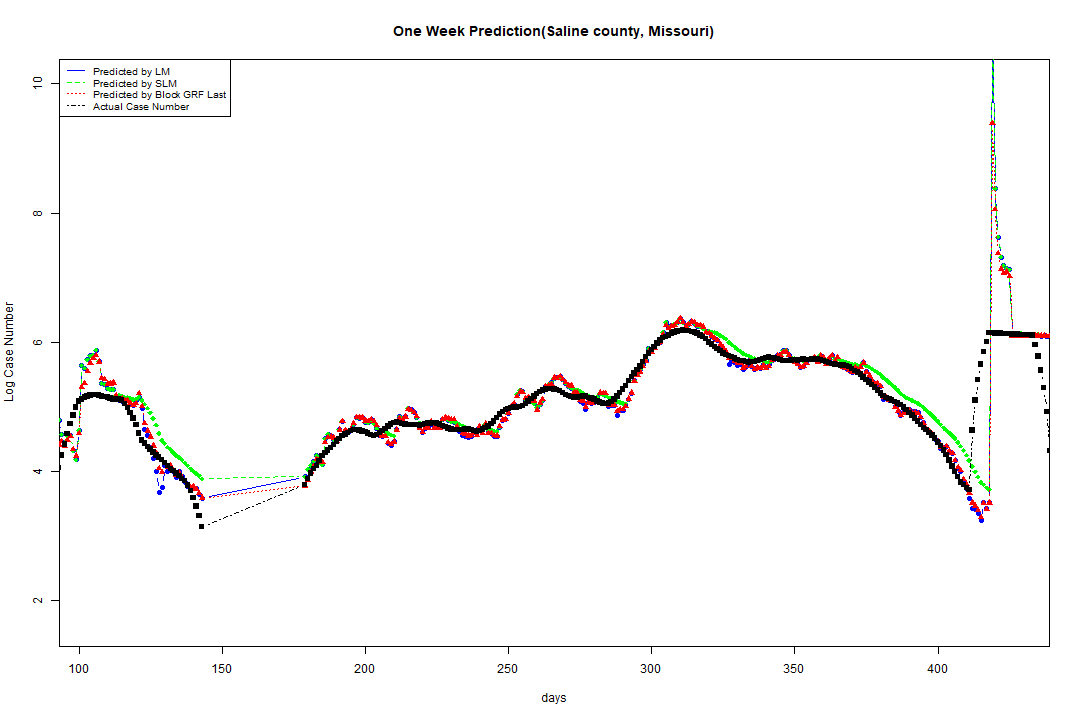 One Week Prediction(Saline county, Missouri)
Predicted by LM
Predicted by SLM
Predicted by Block GRF Last
Actual Case Number
Log Case Number
10
8
6
4
2
100 150 200 250 300 350 400
days